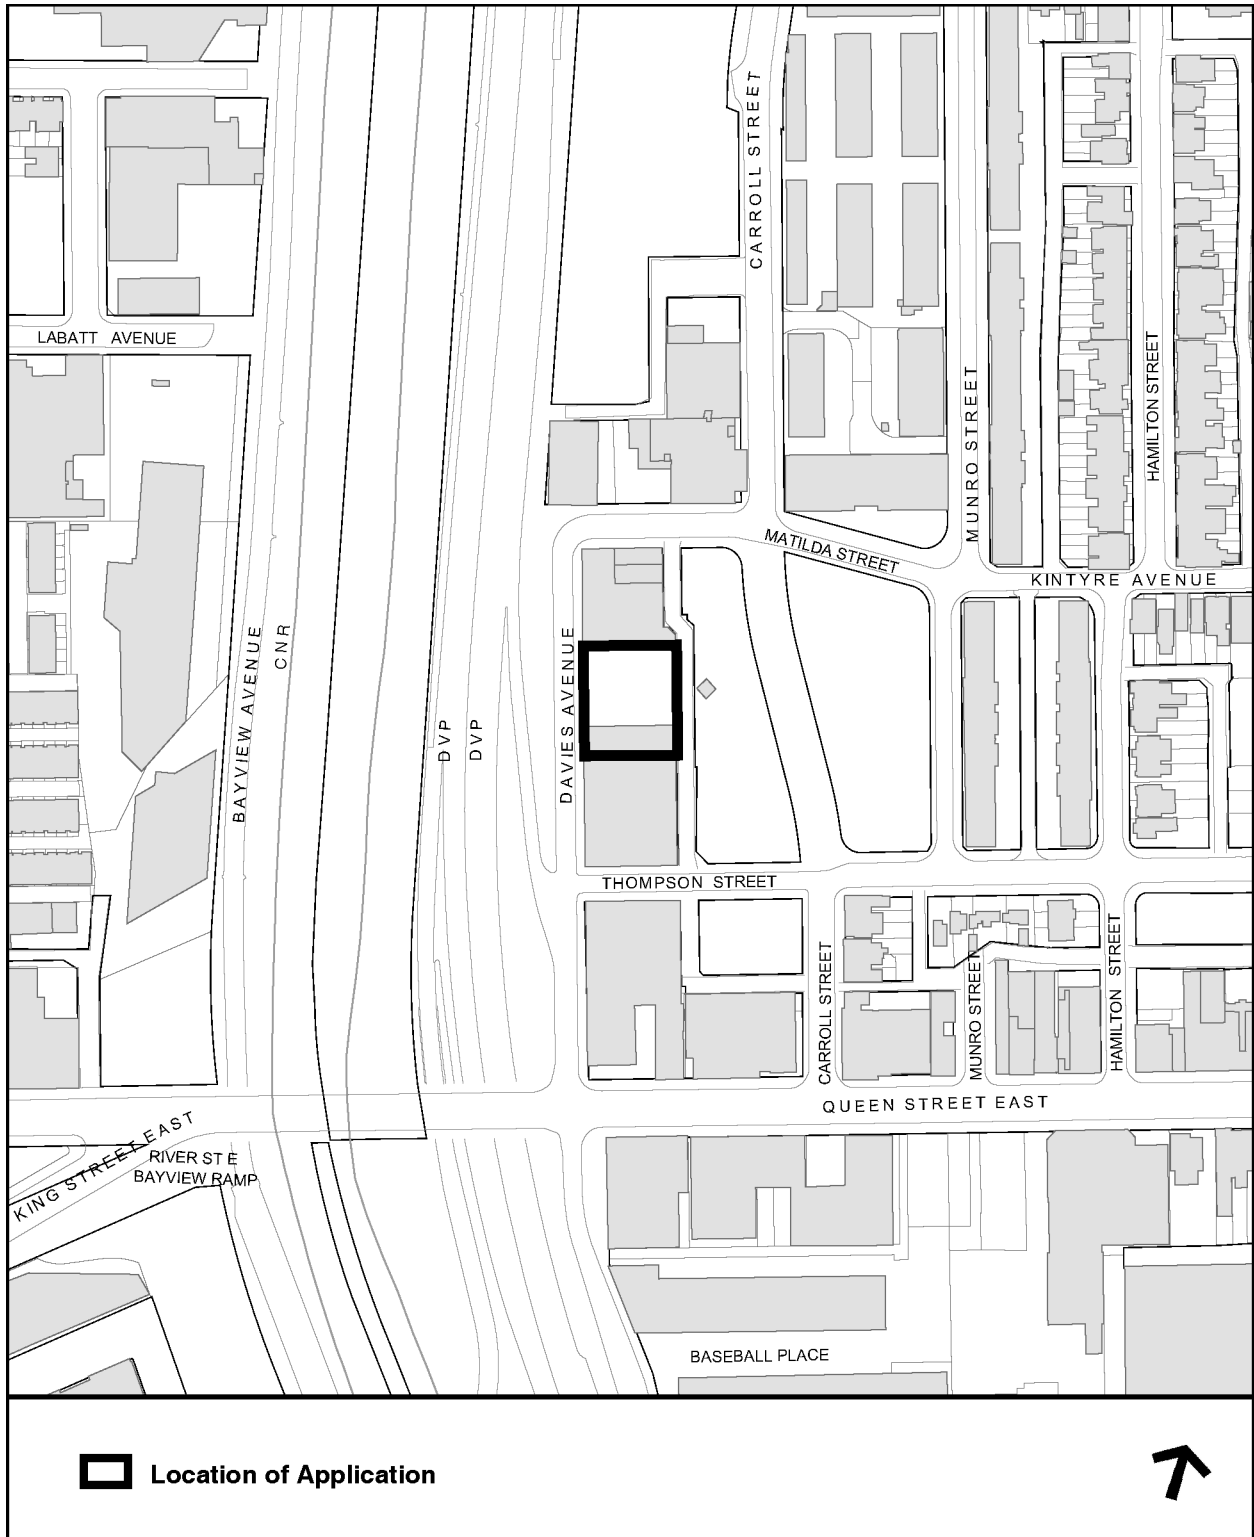 CARROLL STREET
LABATT AVENUE
MUNRO STREET
HAMILTON STREET
MATILDA STREET
KINTYRE AVENUE
BAYVIEW AVENUE
CNR
DVP
DVP
DAVIES AVENUE
THOMPSON STREET
CARROLL STREET
MUNRO STREET
HAMILTON STREET
QUEEN STREET EAST
KING STREET EAST
RIVER ST E
BAYVIEW RAMP
BASEBALL PLACE
Location of Application